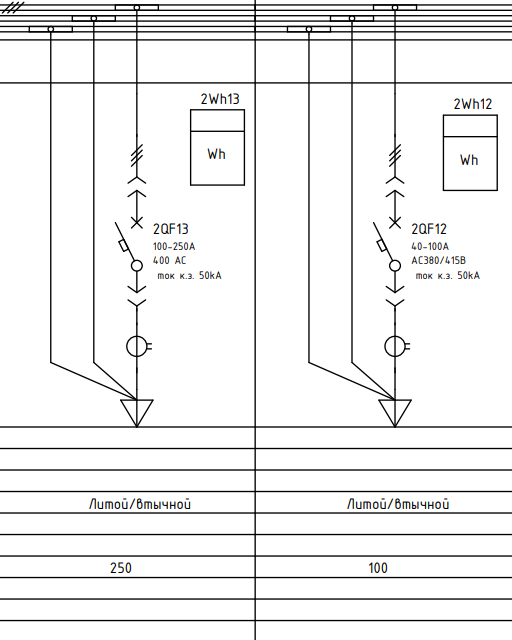 2Wh13
Wh
2QF13
100-250A
400 AC
ток к.з. 50kA
2Wh12
Wh
2QF12
40-100A
AC380/415В
ток к.з. 50kA
Литой/втычной
Литой/втычной
250
100